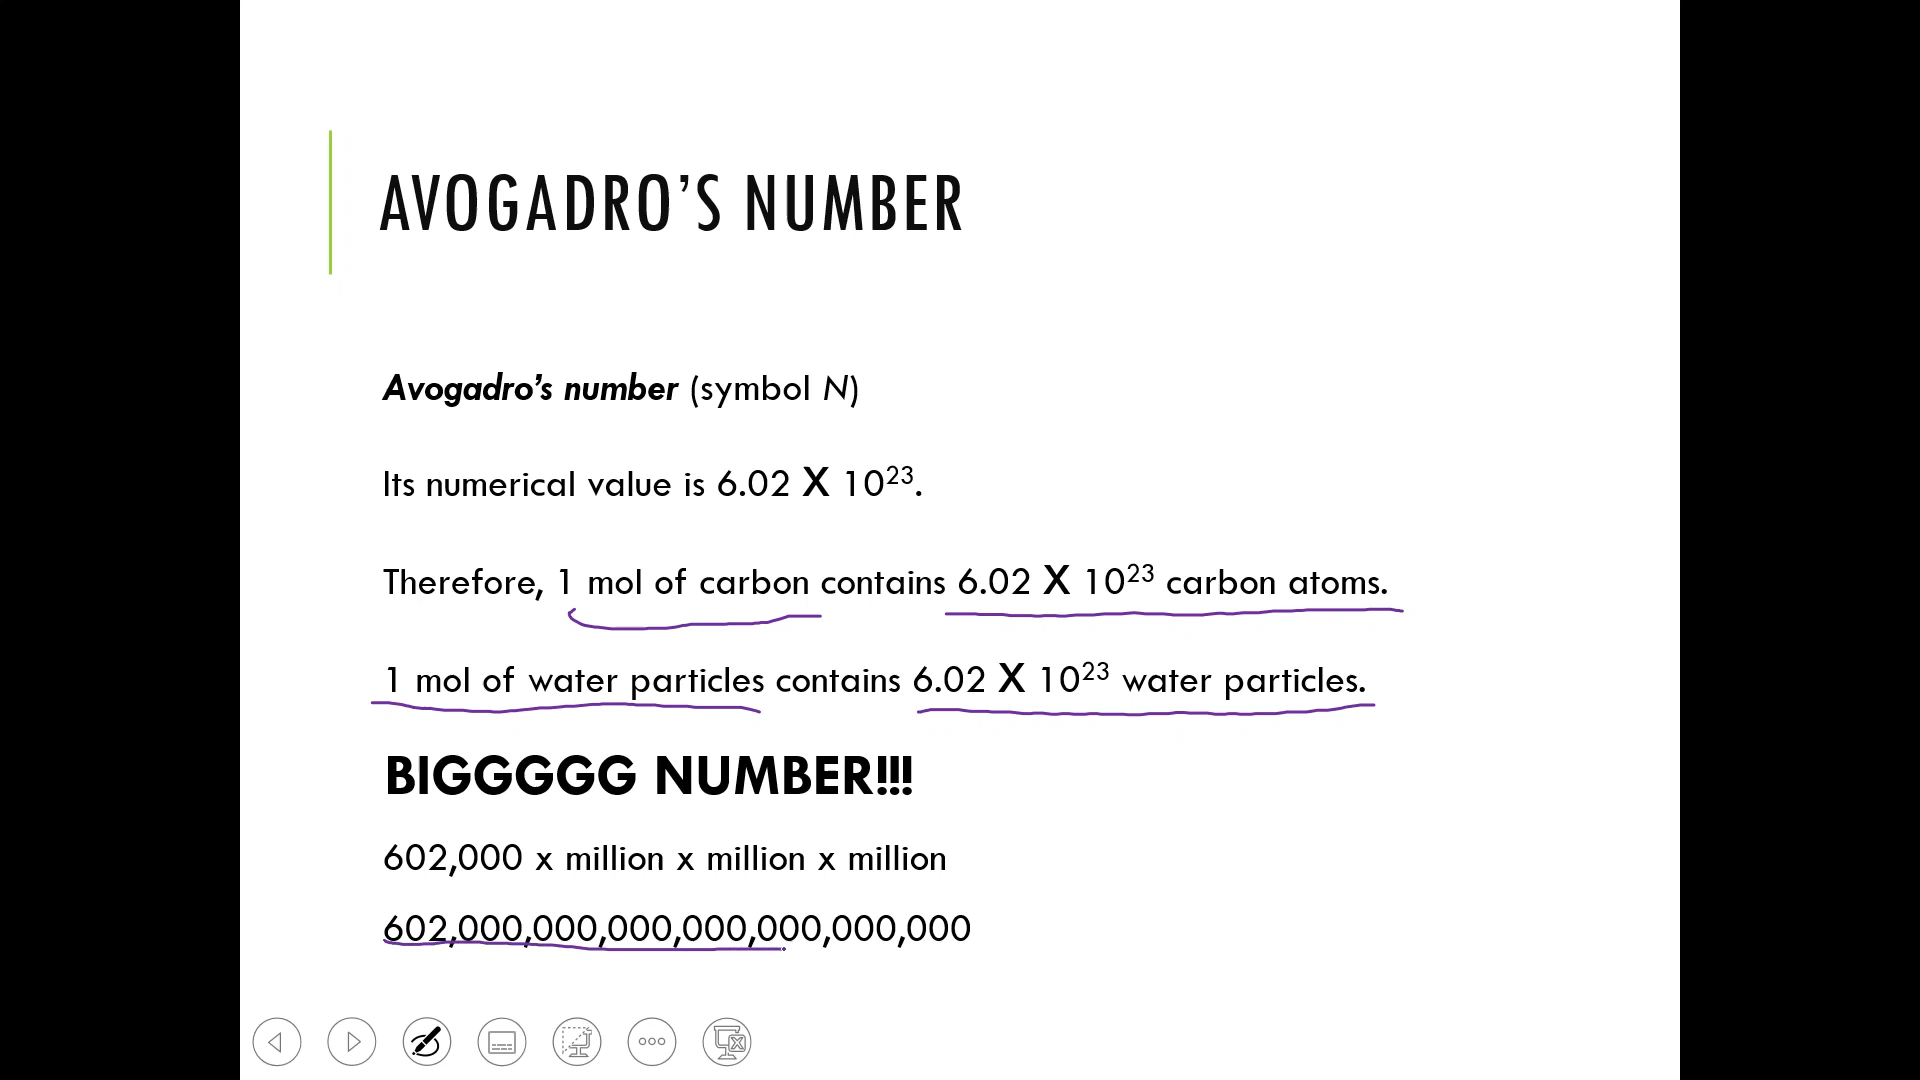 AVOGADRO’S NUMBER
Avogadro’s number (symbol N)
Its numerical value is 6.02 X 10²³.
Therefore, 1 mol of carbon contains 6.02 X 10²³ carbon atoms.
1 mol of water particles contains 6.02 X 10²³ water particles.
BIGGGGG NUMBER!!!
602,000 x million x million x million
602,000,000,000,000,000,000,000